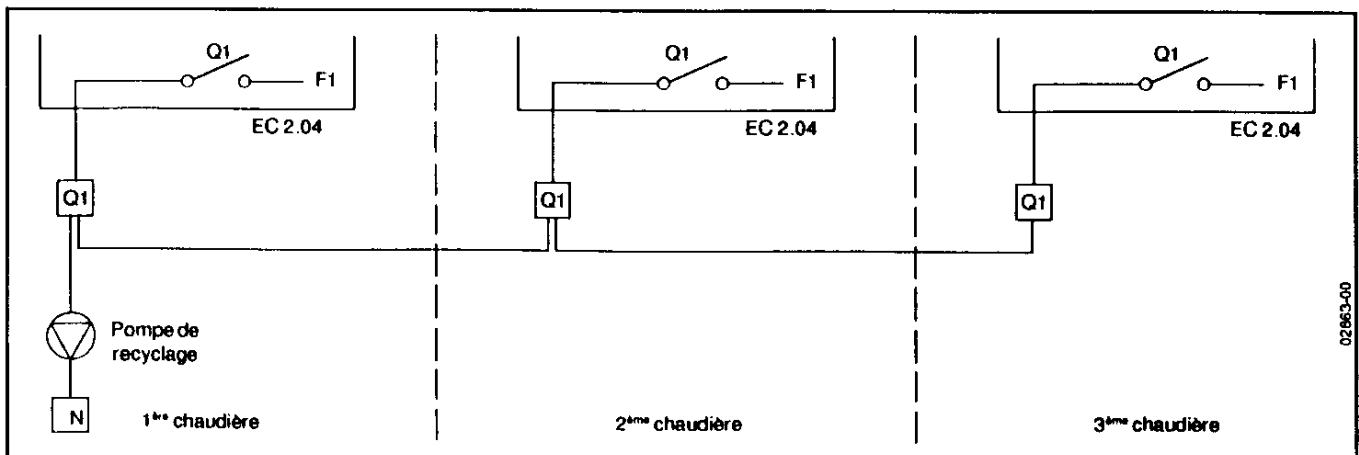 Q1
F1
EC 2.04
Q1
Pompe de
recyclage
N
1ère chaudière
Q1
F1
EC 2.04
Q1
2ème chaudière
Q1
F1
EC 2.04
Q1
3ème chaudière
02863-00